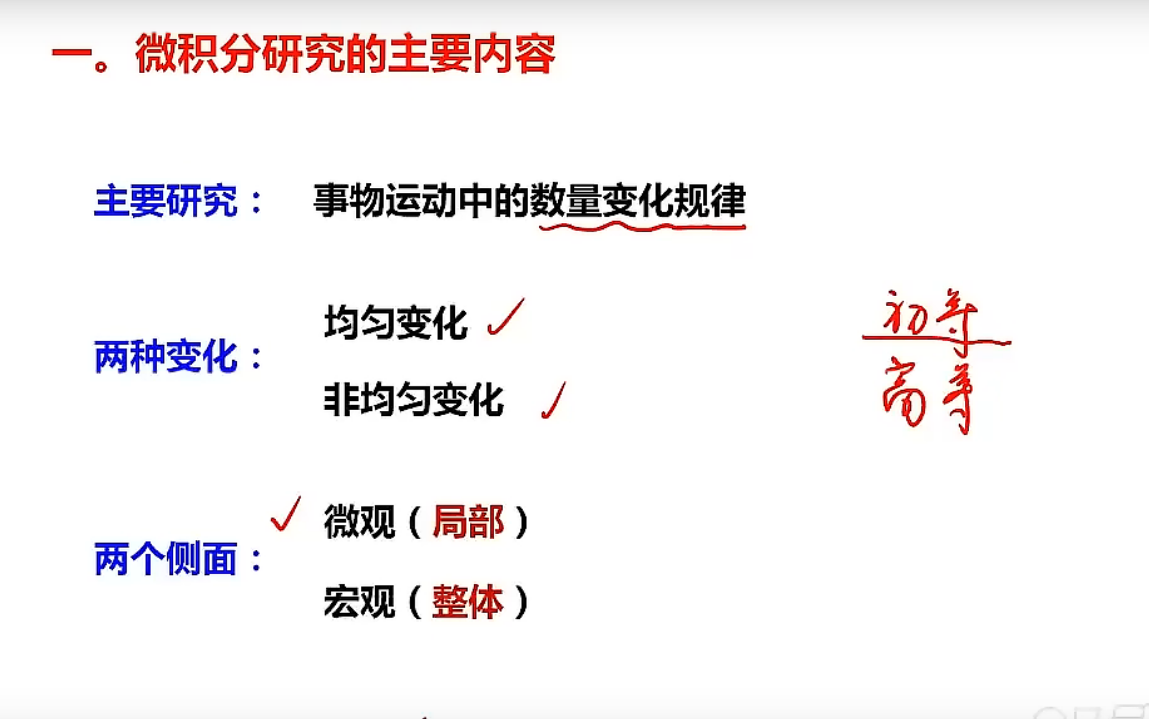 一。微积分研究的主要内容
主要研究： 事物运动中的数量变化规律
两种变化：
均匀变化
非均匀变化
初等
高等
两个侧面：
微观（局部）
宏观（整体）